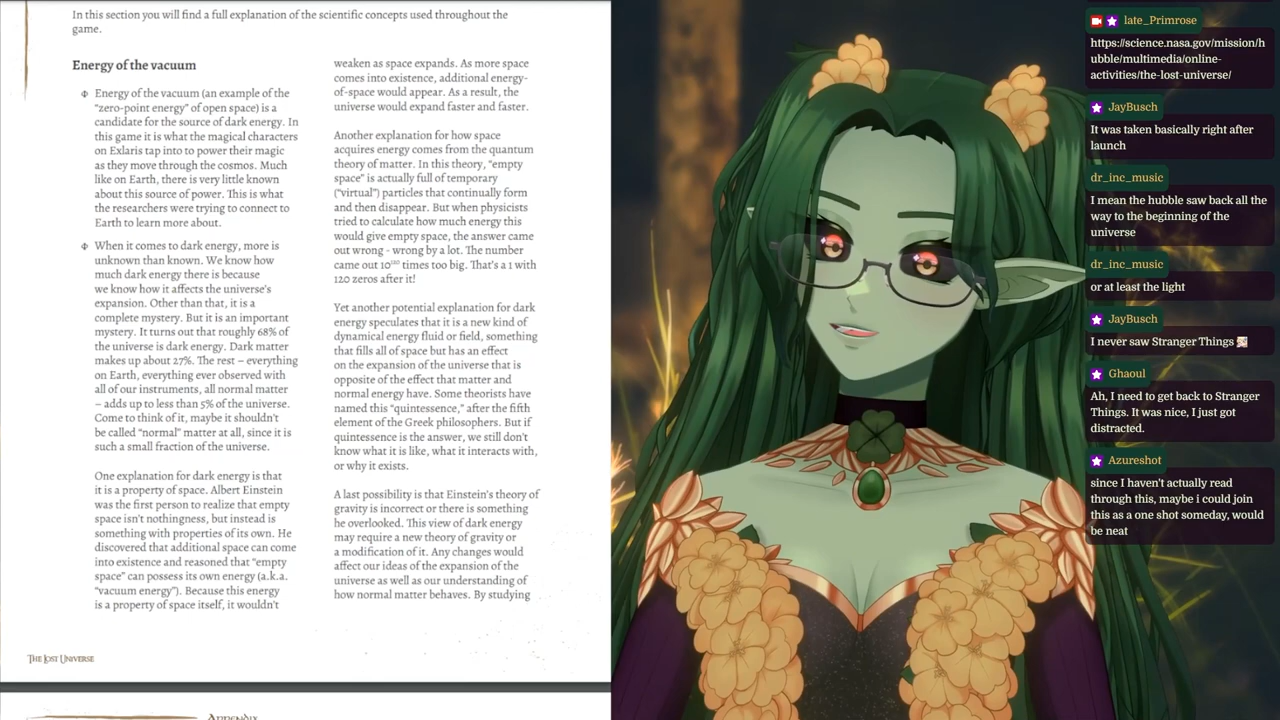 In this section you will find a full explanation of the scientific concepts used throughout the
game.
Energy of the vacuum
Energy of the vacuum (an example of the
“zero-point energy” of open space) is a
candidate for the source of dark energy. In
this game it is what the magical characters
on Exlaris tap into to power their magic
as they move through the cosmos. Much
like on Earth, there is very little known
about this source of power. This is what
the researchers were trying to connect to
Earth to learn more about.
When it comes to dark energy, more is
unknown than known. We know how
much dark energy there is because
we know how it affects the universe’s
expansion. Other than that, it is a
complete mystery. But it is an important
mystery. It turns out that roughly 68% of
the universe is dark energy. Dark matter
makes up about 27%. The rest – everything
on Earth, everything ever observed with
all of our instruments, all normal matter
– adds up to less than 5% of the universe.
Come to think of it, maybe it shouldn’t
be called “normal” matter at all, since it is
such a small fraction of the universe.
One explanation for dark energy is that
it is a property of space. Albert Einstein
was the first person to realize that empty
space isn’t nothingness, but instead is
something with properties of its own. He
discovered that additional space can come
into existence and reasoned that “empty
space” can possess its own energy (a.k.a.
“vacuum energy”). Because this energy
is a property of space itself, it wouldn’t
weaken as space expands. As more space
comes into existence, additional energy-
of-space would appear. As a result, the
universe would expand faster and faster.
Another explanation for how space
acquires energy comes from the quantum
theory of matter. In this theory, “empty
space” is actually full of temporary
(“virtual”) particles that continually form
and then disappear. But when physicists
tried to calculate how much energy this
would give empty space, the answer came
out wrong - wrong by a lot. The number
came out 10¹²⁰ times too big. That’s a 1 with
120 zeros after it!
Yet another potential explanation for dark
energy speculates that it is a new kind of
dynamical energy fluid or field, something
that fills all of space but has an effect
on the expansion of the universe that is
opposite of the effect that matter and
normal energy have. Some theorists have
named this “quintessence,” after the fifth
element of the Greek philosophers. But if
quintessence is the answer, we still don’t
know what it is like, what it interacts with,
or why it exists.
A last possibility is that Einstein’s theory of
gravity is incorrect or there is something
he overlooked. This view of dark energy
may require a new theory of gravity or
a modification of it. Any changes would
affect our ideas of the expansion of the
universe as well as our understanding of
how normal matter behaves. By studying
The Lost Universe
Appendix
late_Primrose
https://science.nasa.gov/mission/h
ubble/multimedia/online-
activities/the-lost-universe/
JayBusch
It was taken basically right after
launch
dr_inc_music
I mean the hubble saw back all the
way to the beginning of the
universe
dr_inc_music
or at least the light
JayBusch
I never saw Stranger Things
Ghaoul
Ah, I need to get back to Stranger
Things. It was nice, I just got
distracted.
Azureshot
since I haven't actually read
through this, maybe i could join
this as a one shot someday, would
be neat